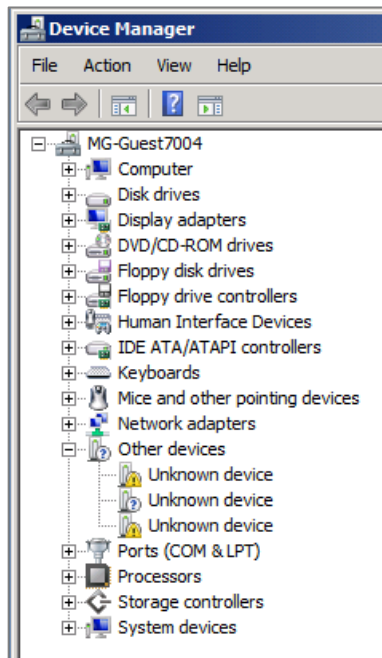 Device Manager
File Action View Help
MG-Guest7004
Computer
Disk drives
Display adapters
DVD/CD-ROM drives
Floppy disk drives
Floppy drive controllers
Human Interface Devices
IDE ATA/ATAPI controllers
Keyboards
Mice and other pointing devices
Network adapters
Other devices
Unknown device
Unknown device
Unknown device
Ports (COM & LPT)
Processors
Storage controllers
System devices